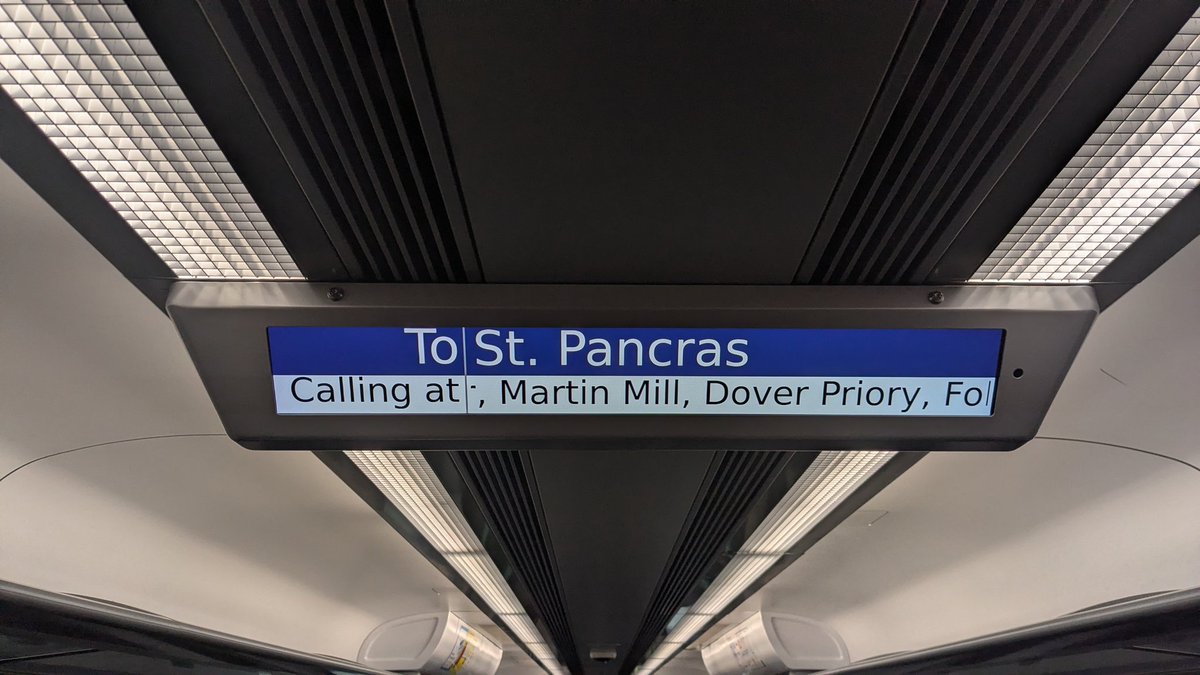 To St. Pancras
Calling at , Martin Mill, Dover Priory, Fo